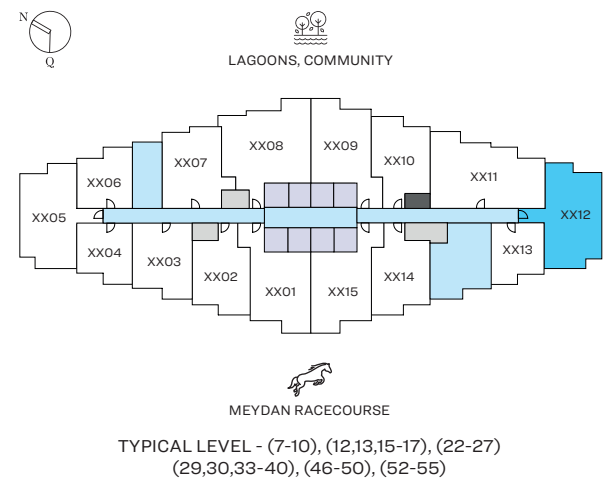 N
Q
LAGOONS, COMMUNITY
XX08
XX09
XX07
XX10
XX06
XX11
XX05
XX12
XX04
XX03
XX02
XX01
XX15
XX14
XX13
MEYDAN RACECOURSE
TYPICAL LEVEL - (7-10), (12,13,15-17), (22-27)
(29,30,33-40), (46-50), (52-55)